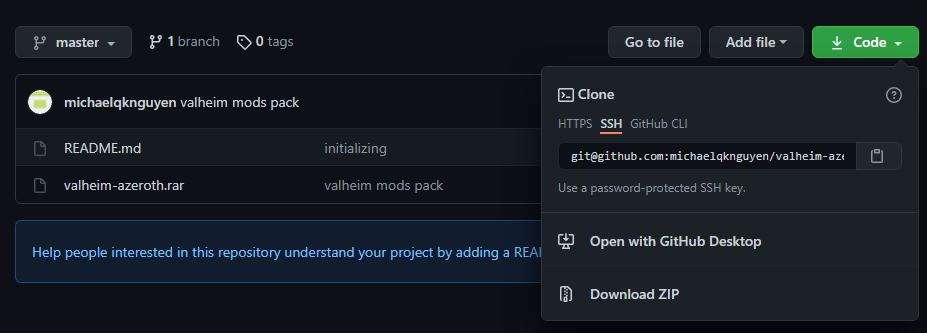 master 1 branch 0 tags Go to file Add file Code
michaelqknguyen valheim mods pack
README.md initializing
valheim-azeroth.rar valheim mods pack
Help people interested in this repository understand your project by adding a
Clone
HTTPS SSH GitHub CLI
git@github.com:michaelqknguyen/valheim-aze
Use a password-protected SSH key.
Open with GitHub Desktop
Download ZIP